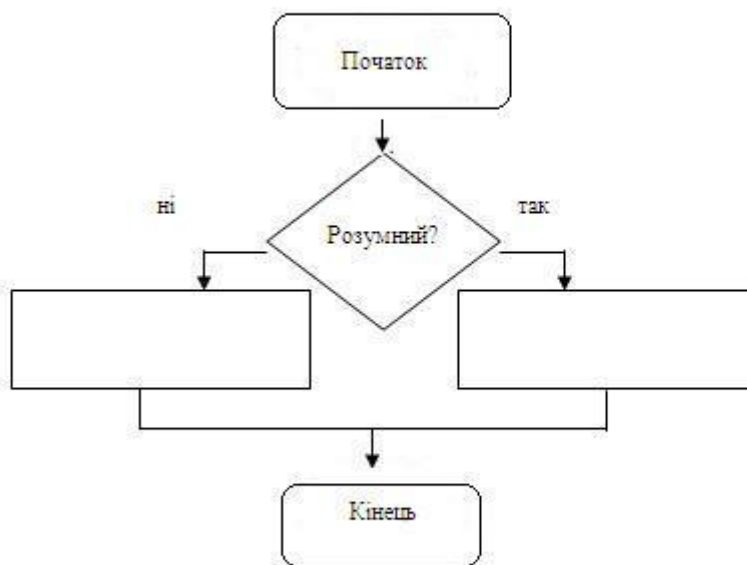 Початок
ні
так
Розумний?
Кінець